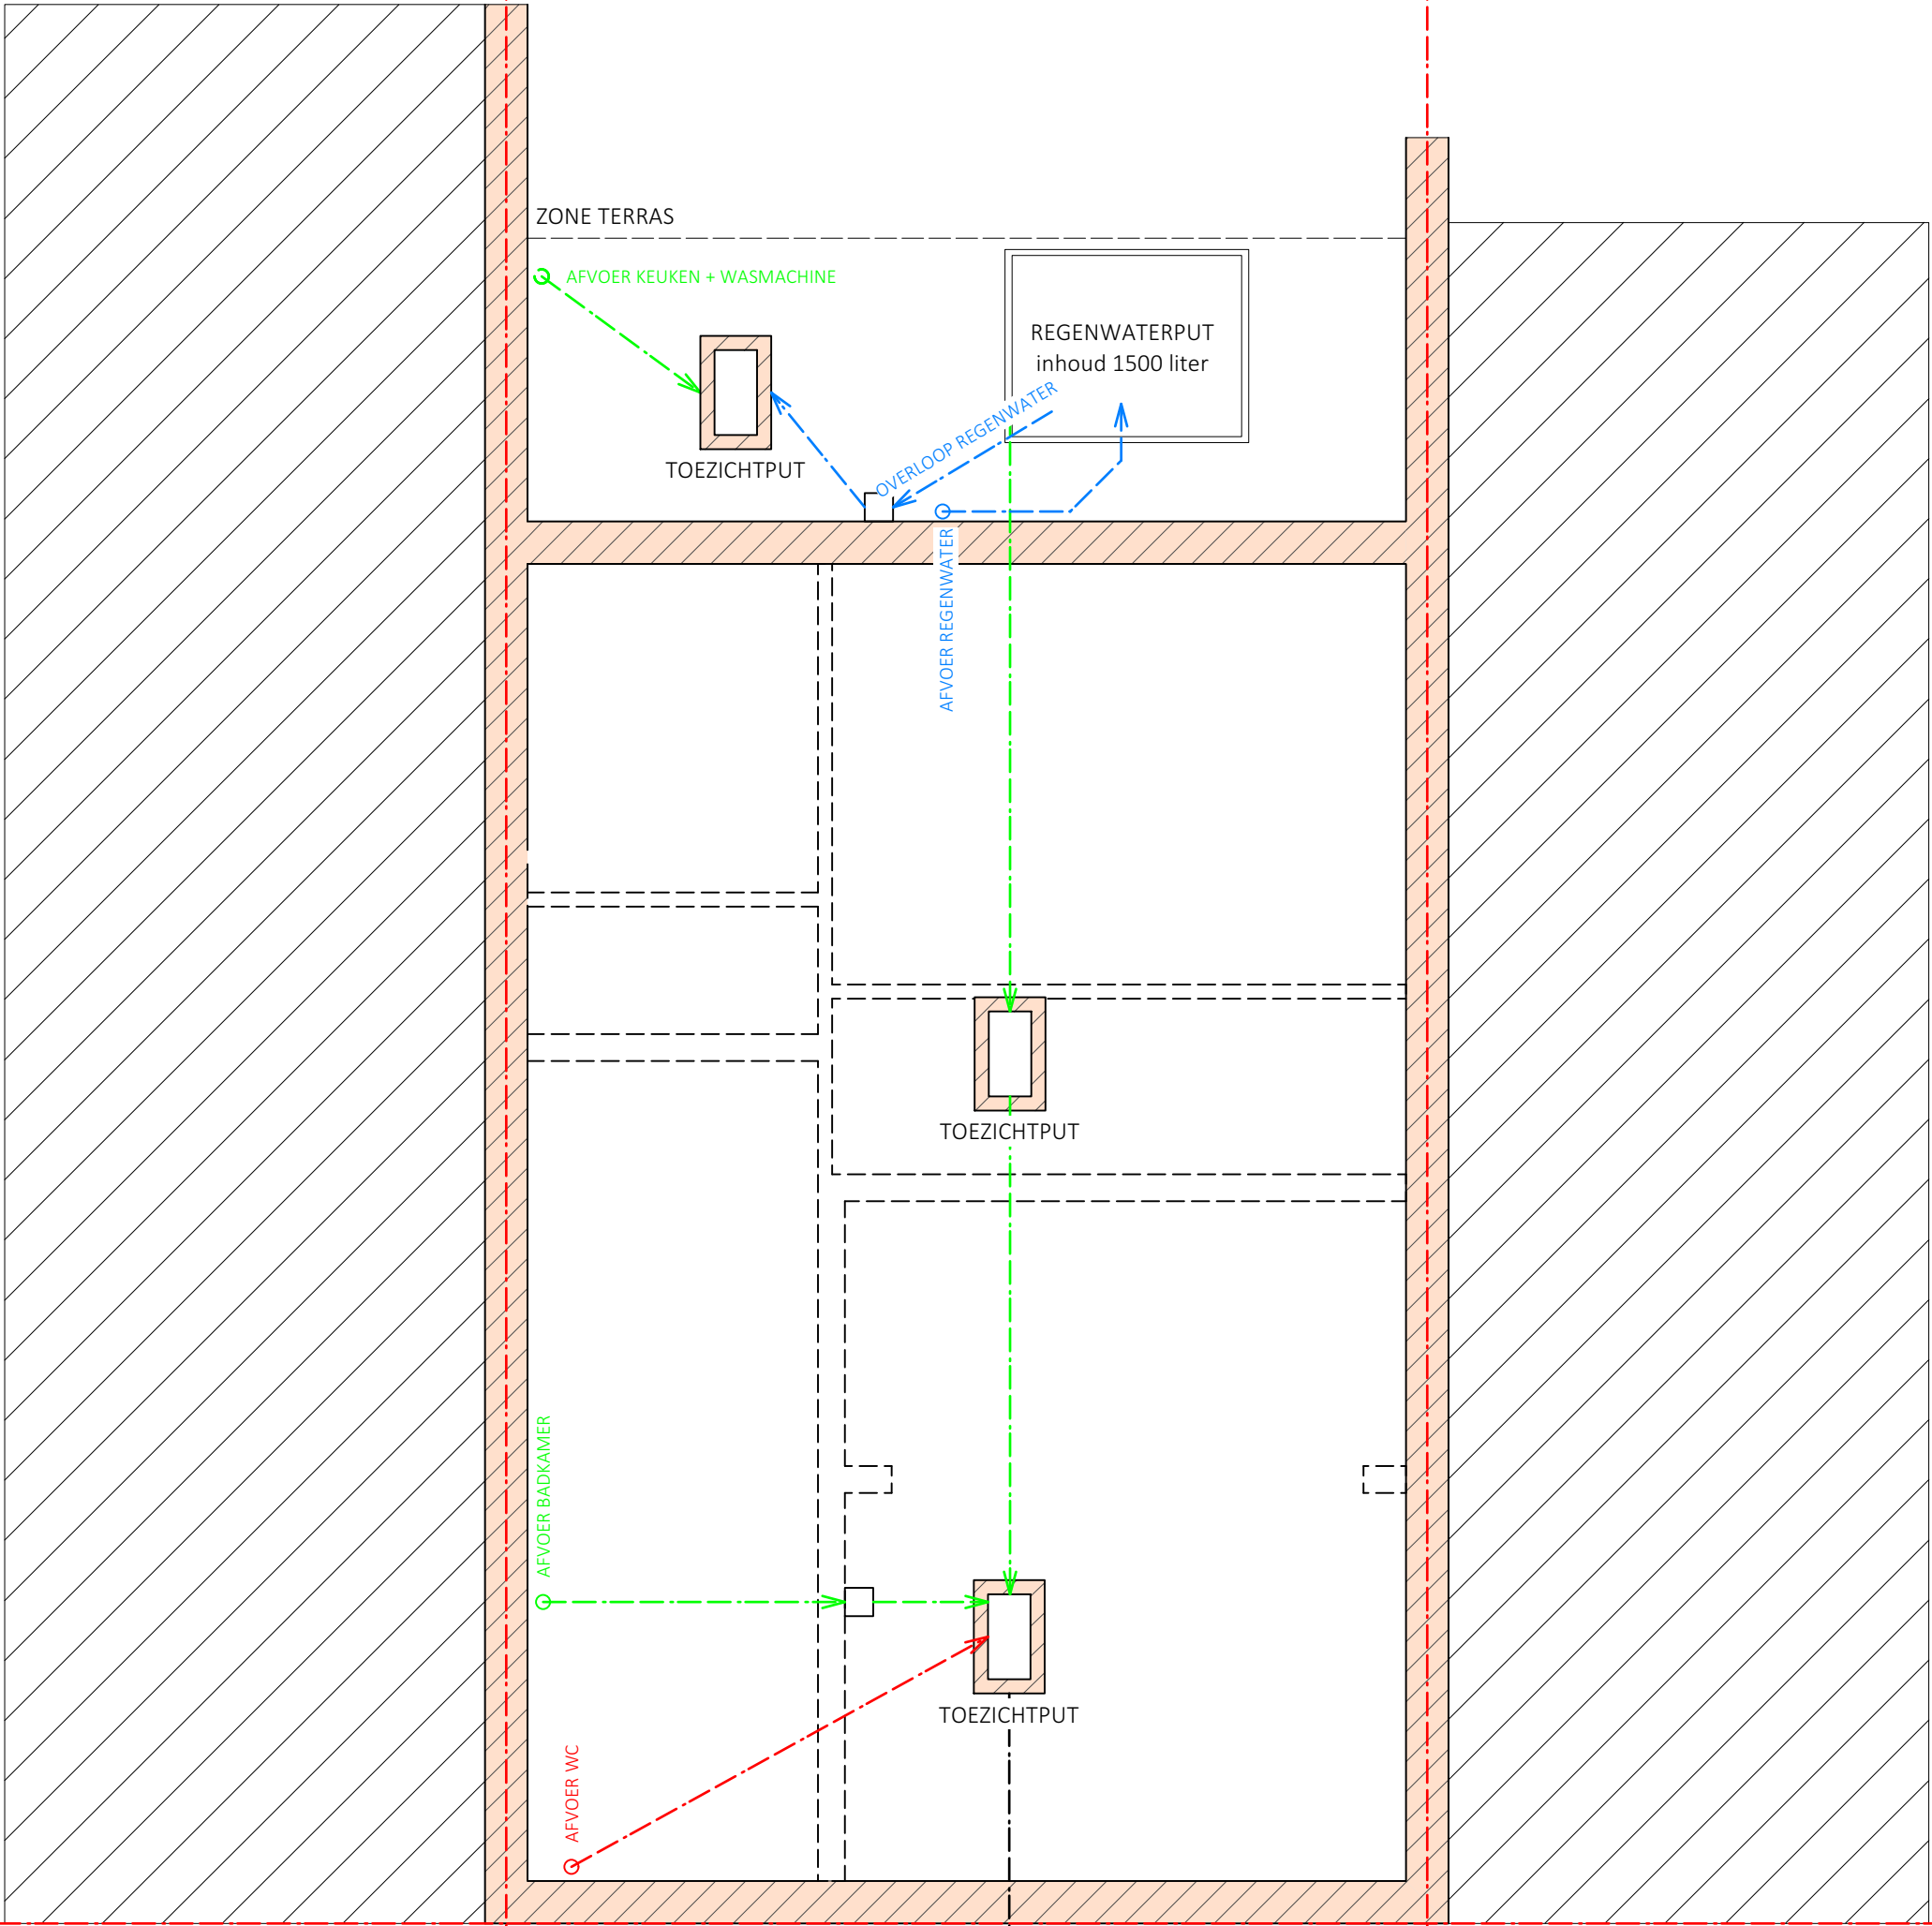 ZONE TERRAS
AFVOER KEUKEN + WASMACHINE
REGENWATERPUT
inhoud 1500 liter
OVERLOOP REGENWATER
TOEZICHTPUT
AFVOER REGENWATER
TOEZICHTPUT
AFVOER BADKAMER
TOEZICHTPUT
AFVOER WC